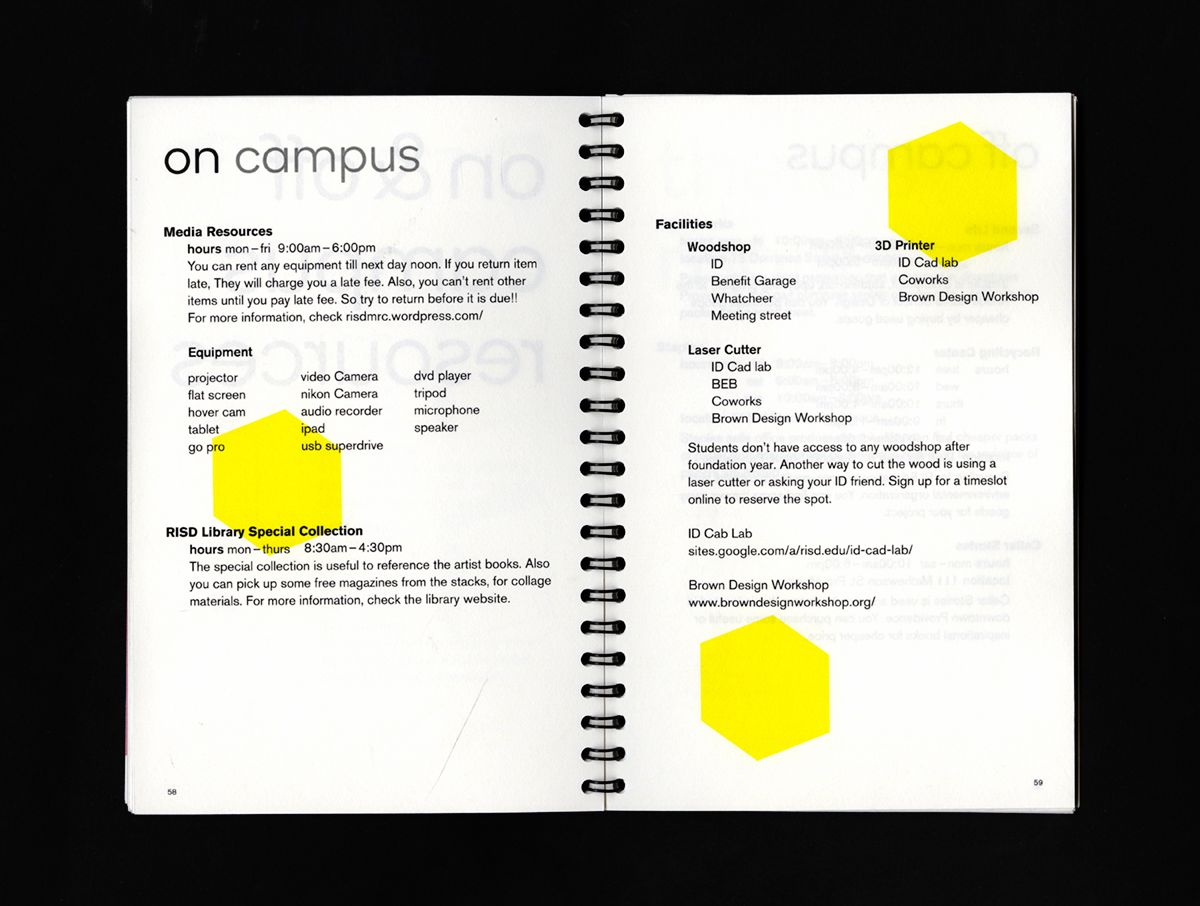 on campus
Media Resources
hours mon – fri 9:00am – 6:00pm
You can rent any equipment till next day noon. If you return item
late, They will charge you a late fee. Also, you can't rent other
items until you pay late fee. So try to return before it is due!!
For more information, check risdmrc.wordpress.com/
Equipment
projector
flat screen
hover cam
tablet
go pro
video Camera
nikon Camera
audio recorder
ipad
usb superdrive
dvd player
tripod
microphone
speaker
RISD Library Special Collection
hours mon – thurs 8:30am – 4:30pm
The special collection is useful to reference the artist books. Also
you can pick up some free magazines from the stacks, for collage
materials. For more information, check the library website.
58
Facilities
Woodshop
ID
Benefit Garage
Whatcheer
Meeting street
3D Printer
ID Cad lab
Coworks
Brown Design Workshop
Laser Cutter
ID Cad lab
BEB
Coworks
Brown Design Workshop
Students don't have access to any woodshop after
foundation year. Another way to cut the wood is using a
laser cutter or asking your ID friend. Sign up for a timeslot
online to reserve the spot.
ID Cab Lab
sites.google.com/a/risd.edu/id-cad-lab/
Brown Design Workshop
www.browndesignworkshop.org/
59